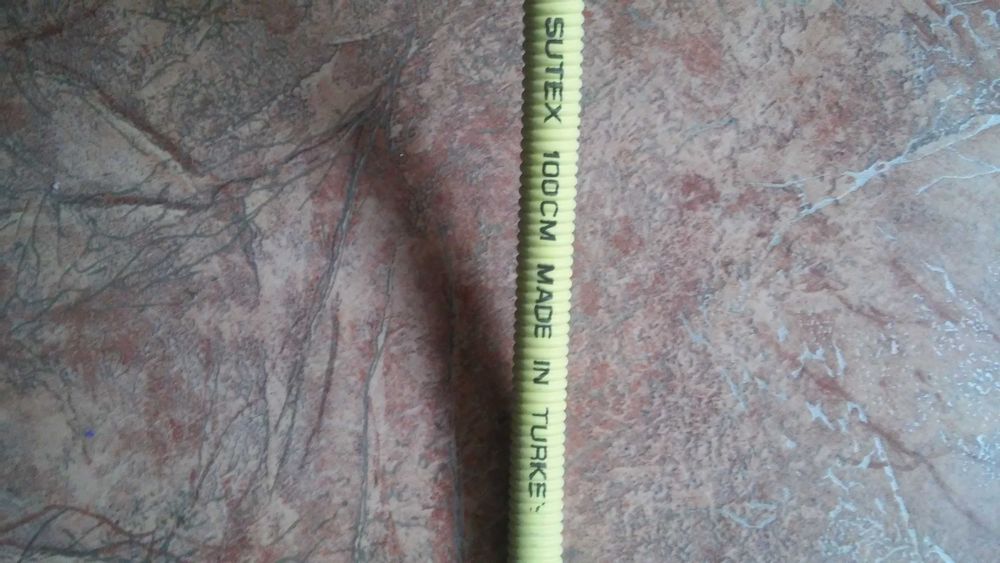 SUTEX 100CM MADE IN TURKEY